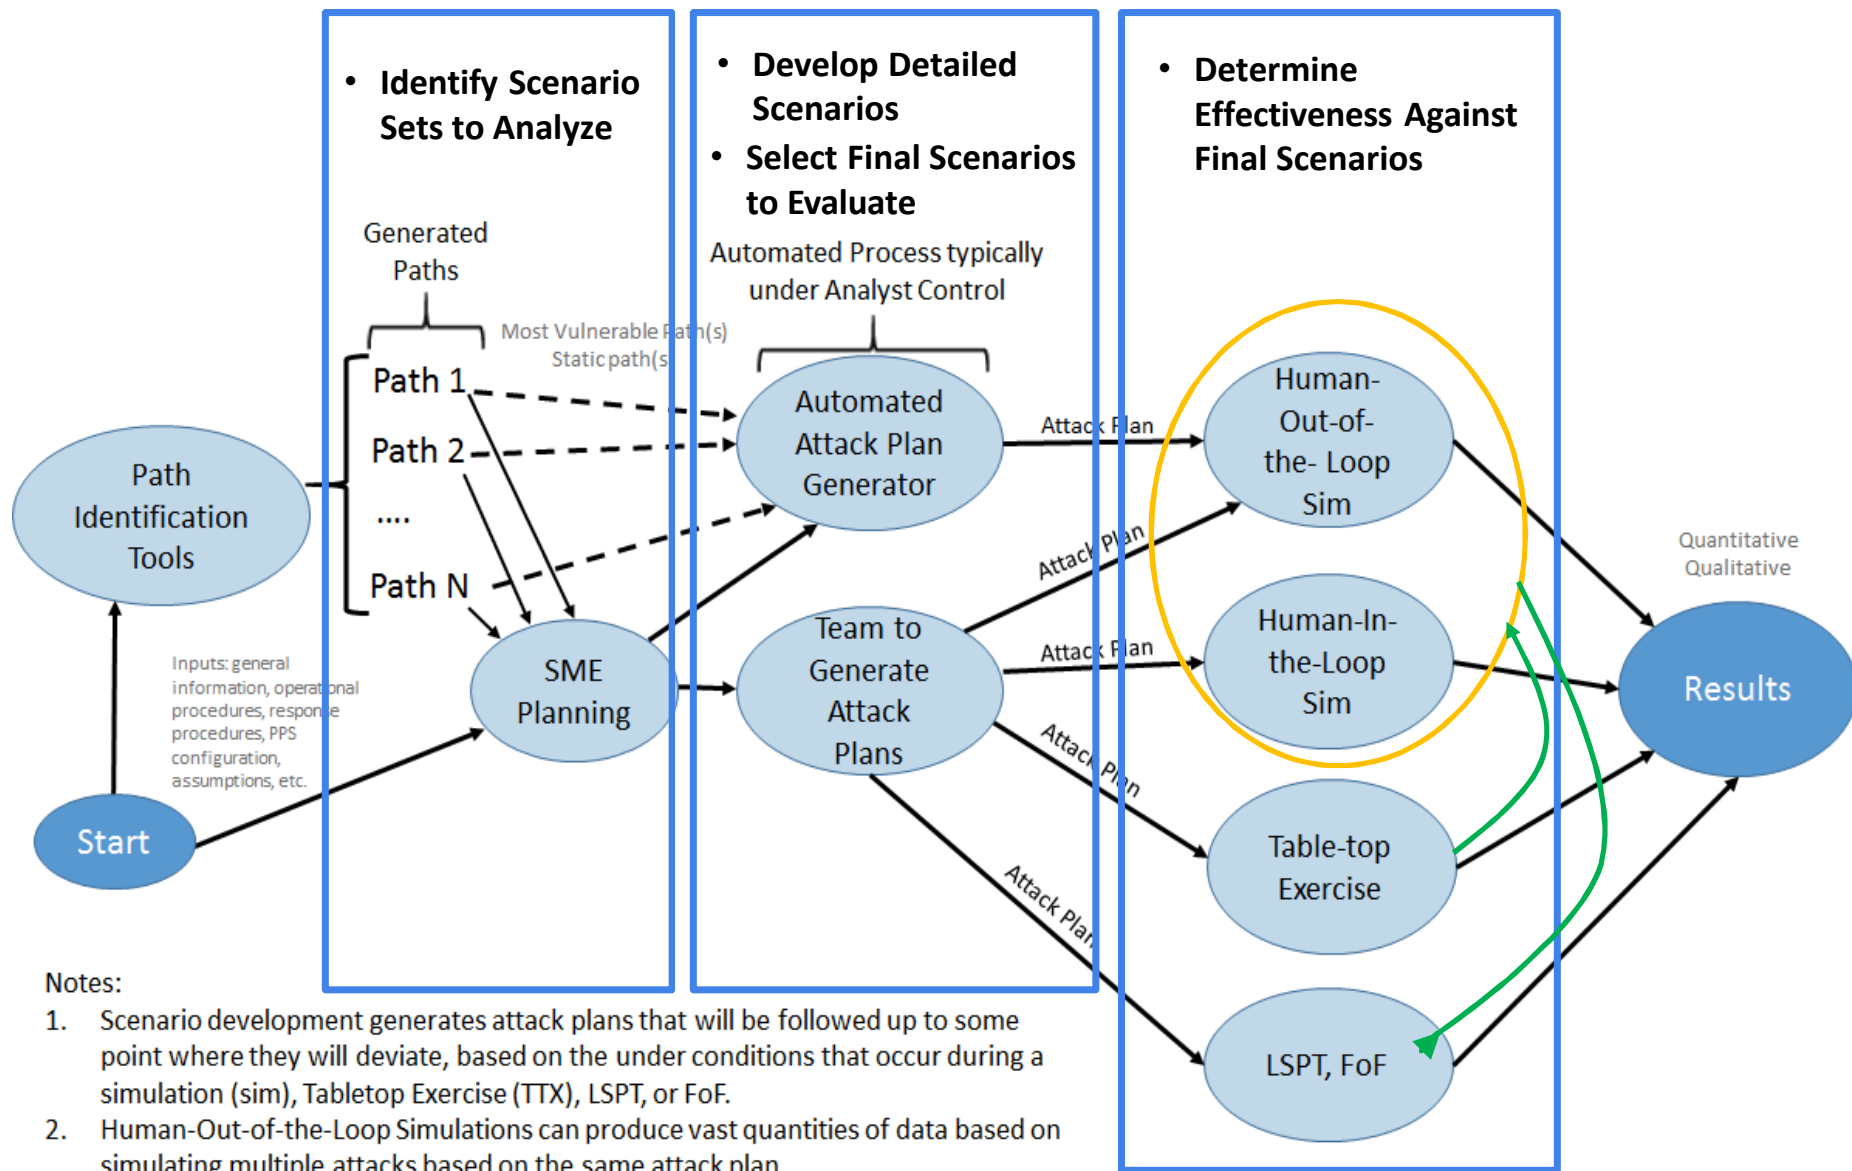 • Identify Scenario
Sets to Analyze
• Develop Detailed
Scenarios
• Select Final Scenarios
to Evaluate
• Determine
Effectiveness Against
Final Scenarios
Generated
Paths
Automated Process typically
under Analyst Control
Most Vulnerable Path(s)
Static path(s
Path 1
Path 2
....
Path N
Path
Identification
Tools
Inputs: general
information, operational
procedures, response
procedures, PPS
configuration,
assumptions, etc.
Start
SME
Planning
Automated
Attack Plan
Generator
Team to
Generate
Attack
Plans
Attack Plan
Attack Plan
Attack Plan
Attack Plan
Attack Plan
Human-
Out-of-
the- Loop
Sim
Human-In-
the-Loop
Sim
Table-top
Exercise
LSPT, FoF
Quantitative
Qualitative
Results
Notes:
1. Scenario development generates attack plans that will be followed up to some
point where they will deviate, based on the under conditions that occur during a
simulation (sim), Tabletop Exercise (TTX), LSPT, or FoF.
2. Human-Out-of-the-Loop Simulations can produce vast quantities of data based on
simulating multiple attacks based on the same attack plan